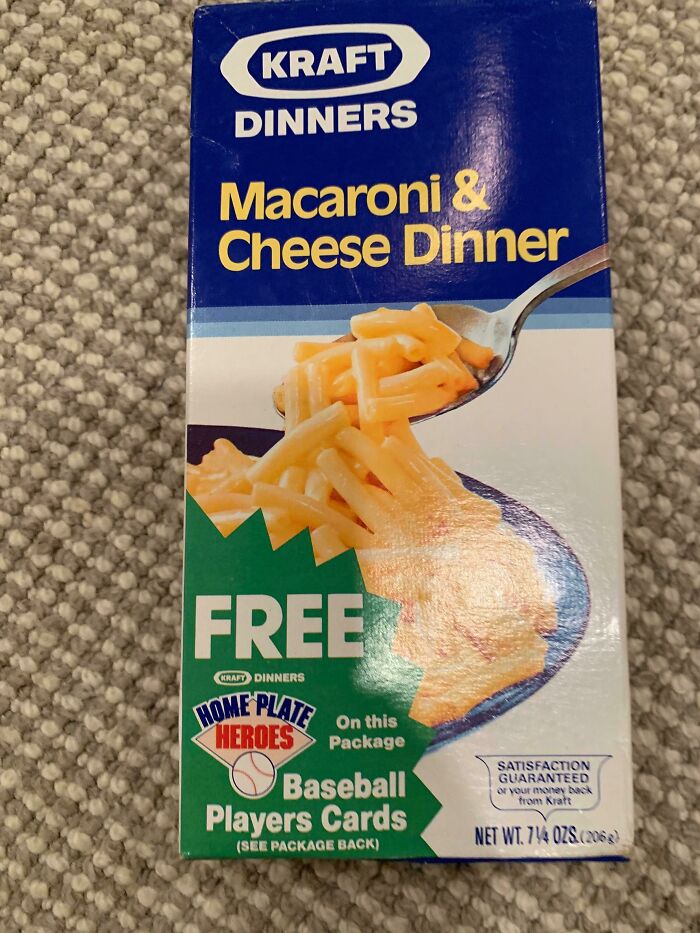 KRAFT
DINNERS
Macaroni &
Cheese Dinner
FREE
KRAFT DINNERS
HOME PLATE
HEROES
On this
Package
Baseball
Players Cards
(SEE PACKAGE BACK)
SATISFACTION
GUARANTEED
or your money back
from Kraft
NET WT. 7¼ OZS. (206g)